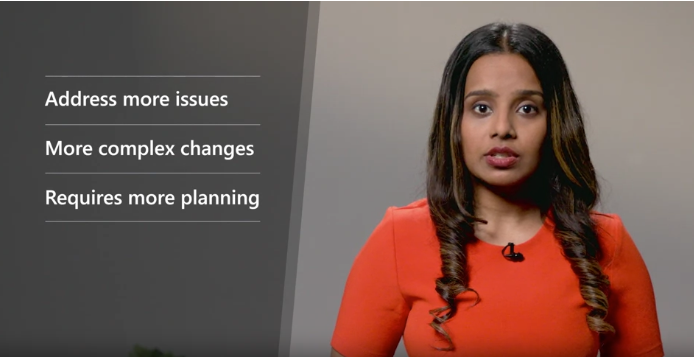 Address more issues
More complex changes
Requires more planning